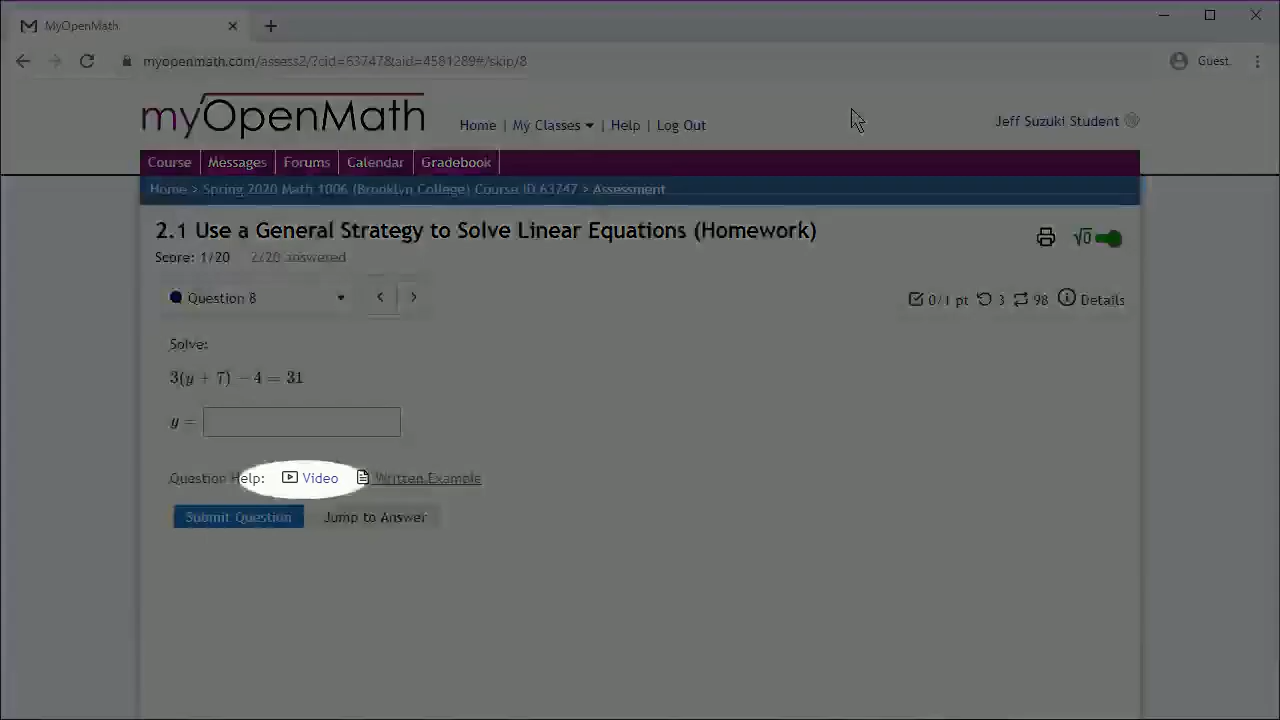 MyOpenMath
myopenmath.com/assess2/?cid=63747&aid=4581289#/skip/8
Guest
myOpenMath
Home | My Classes | Help | Log Out
Jeff Suzuki Student
Course Messages Forums Calendar Gradebook
Home > Spring 2020 Math 1006 (Brooklyn College) Course ID 63747 > Assessment
2.1 Use a General Strategy to Solve Linear Equations (Homework)
√0
Score: 1/20 2/20 answered
Question 8 < >
0/1 pt 3 98 Details
Solve:
3(y + 7) − 4 = 31
y =
Question Help: Video Written Example
Submit Question Jump to Answer